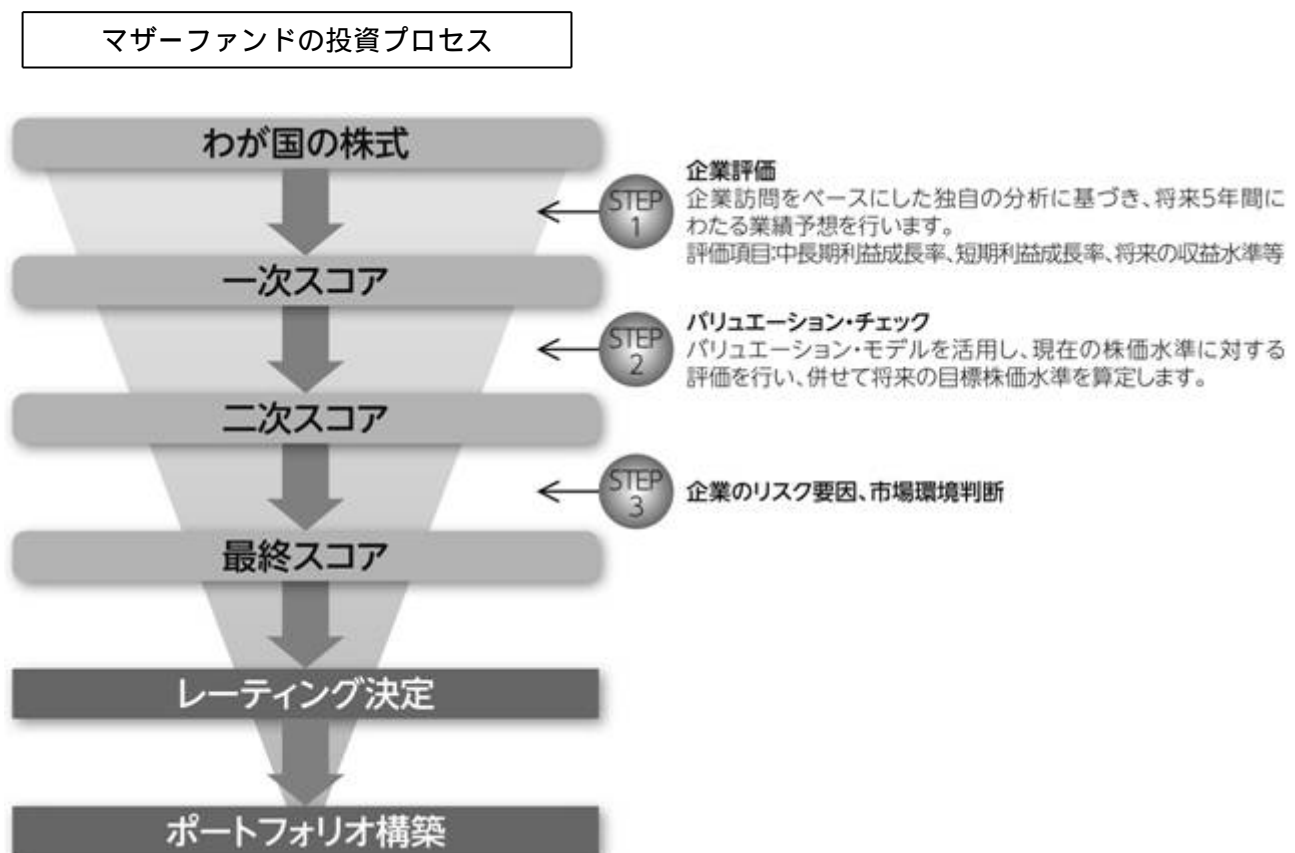 マザーファンドの投資プロセス
わが国の株式
STEP
1
企業評価
企業訪問をベースにした独自の分析に基づき、将来5年間に
わたる業績予想を行います。
評価項目:中長期利益成長率、短期利益成長率、将来の収益水準等
一次スコア
STEP
2
バリュエーション・チェック
バリュエーション・モデルを活用し、現在の株価水準に対する
評価を行い、併せて将来の目標株価水準を算定します。
二次スコア
STEP
3
企業のリスク要因、市場環境判断
最終スコア
レーティング決定
ポートフォリオ構築